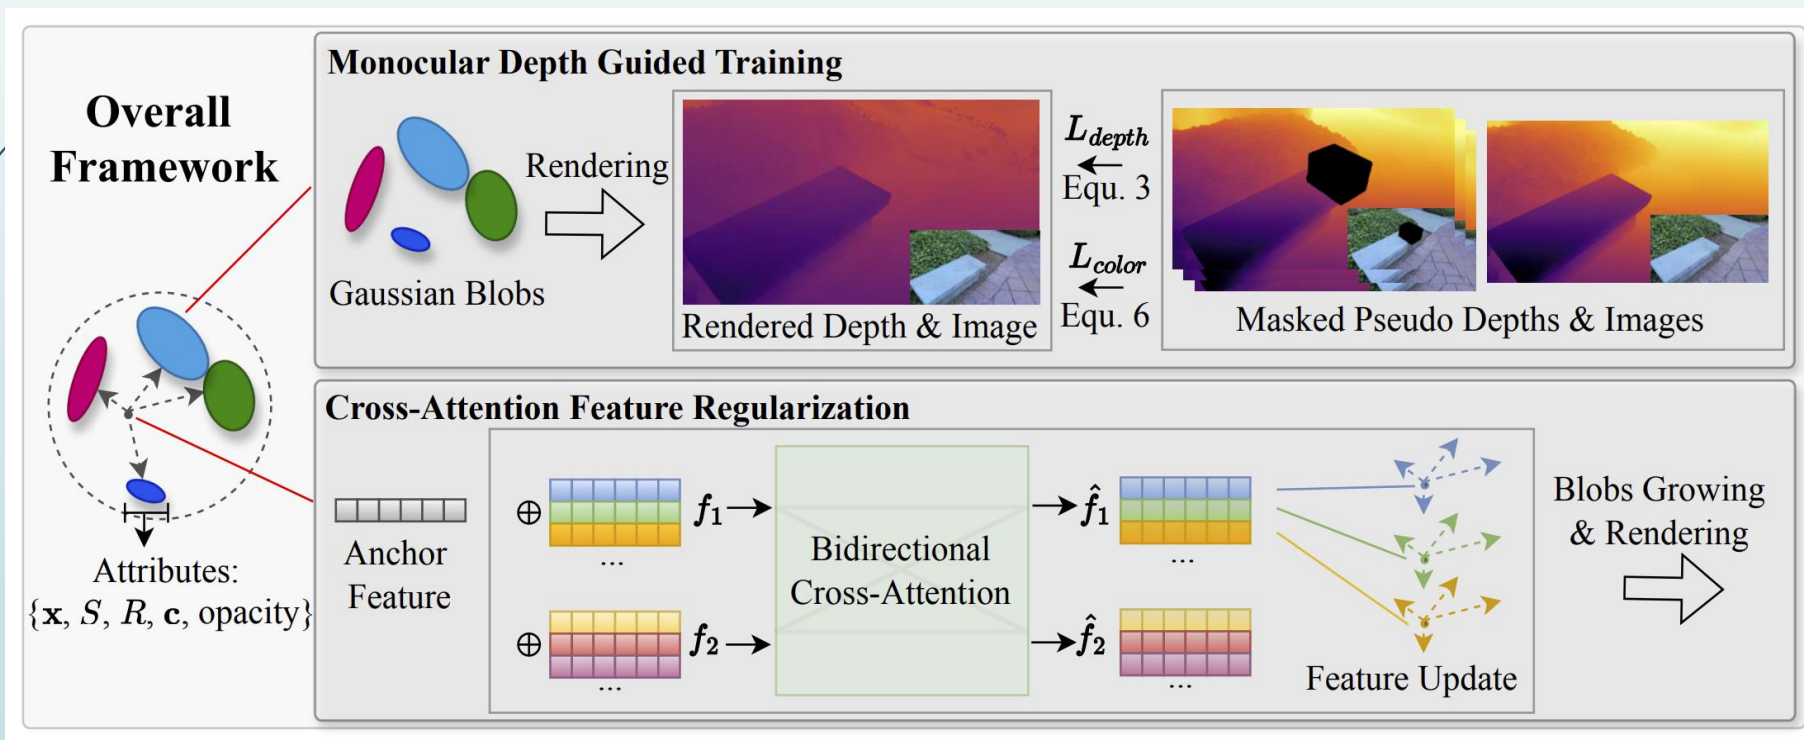 Overall
Framework
Attributes:
{x, S, R, c, opacity}
Monocular Depth Guided Training
Gaussian Blobs
Rendering
Rendered Depth & Image
L_depth
Equ. 3
L_color
Equ. 6
Masked Pseudo Depths & Images
Cross-Attention Feature Regularization
Anchor
Feature
⊕
f₁
...
⊕
f₂
...
Bidirectional
Cross-Attention
f̂₁
...
f̂₂
...
Feature Update
Blobs Growing
& Rendering